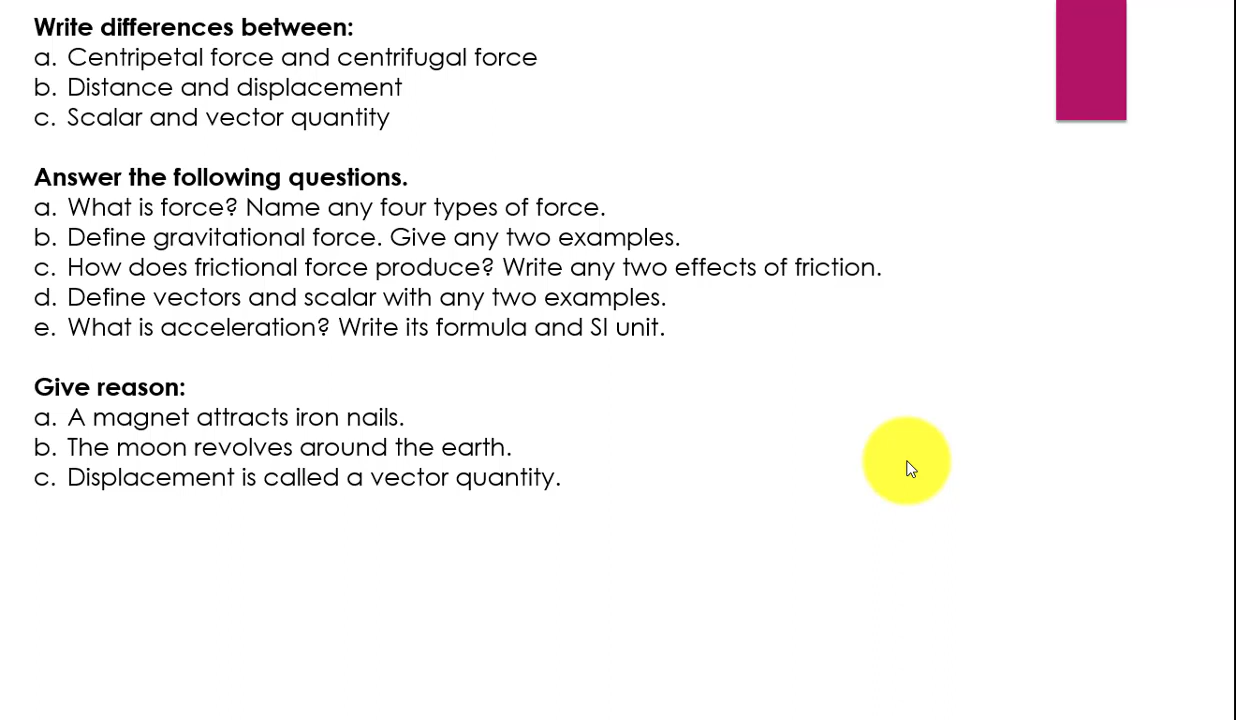 Write differences between:
a. Centripetal force and centrifugal force
b. Distance and displacement
c. Scalar and vector quantity
Answer the following questions.
a. What is force? Name any four types of force.
b. Define gravitational force. Give any two examples.
c. How does frictional force produce? Write any two effects of friction.
d. Define vectors and scalar with any two examples.
e. What is acceleration? Write its formula and SI unit.
Give reason:
a. A magnet attracts iron nails.
b. The moon revolves around the earth.
c. Displacement is called a vector quantity.